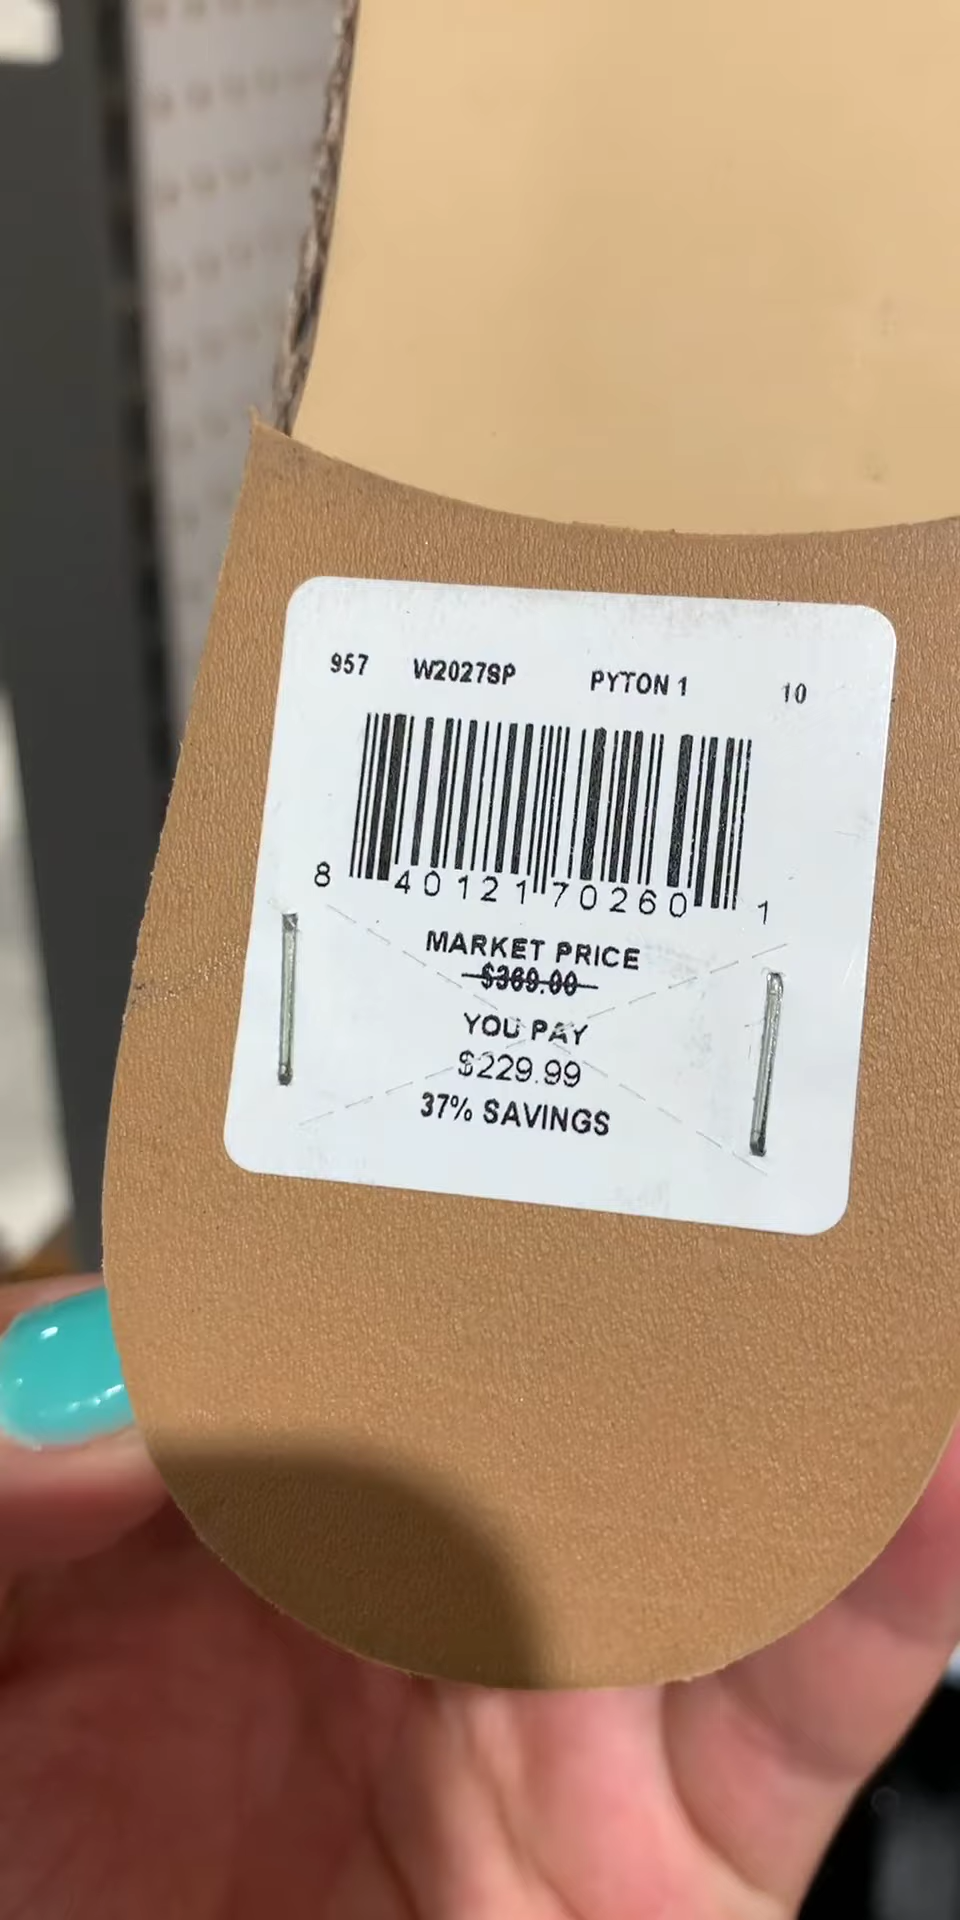 957 W2027SP PYTON 1 10
8 40121 70260 1
MARKET PRICE
$369.00
YOU PAY
$229.99
37% SAVINGS